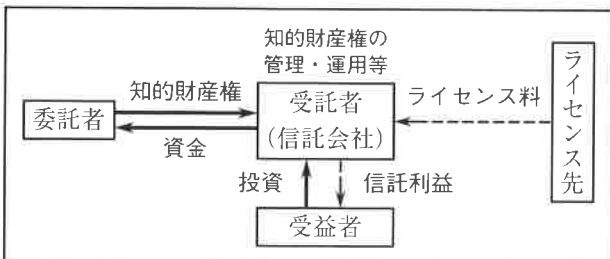 知的財産権の
管理・運用等
知的財産権
委託者
資金
受託者
(信託会社)
ライセンス料
ライセンス先
投資
信託利益
受益者